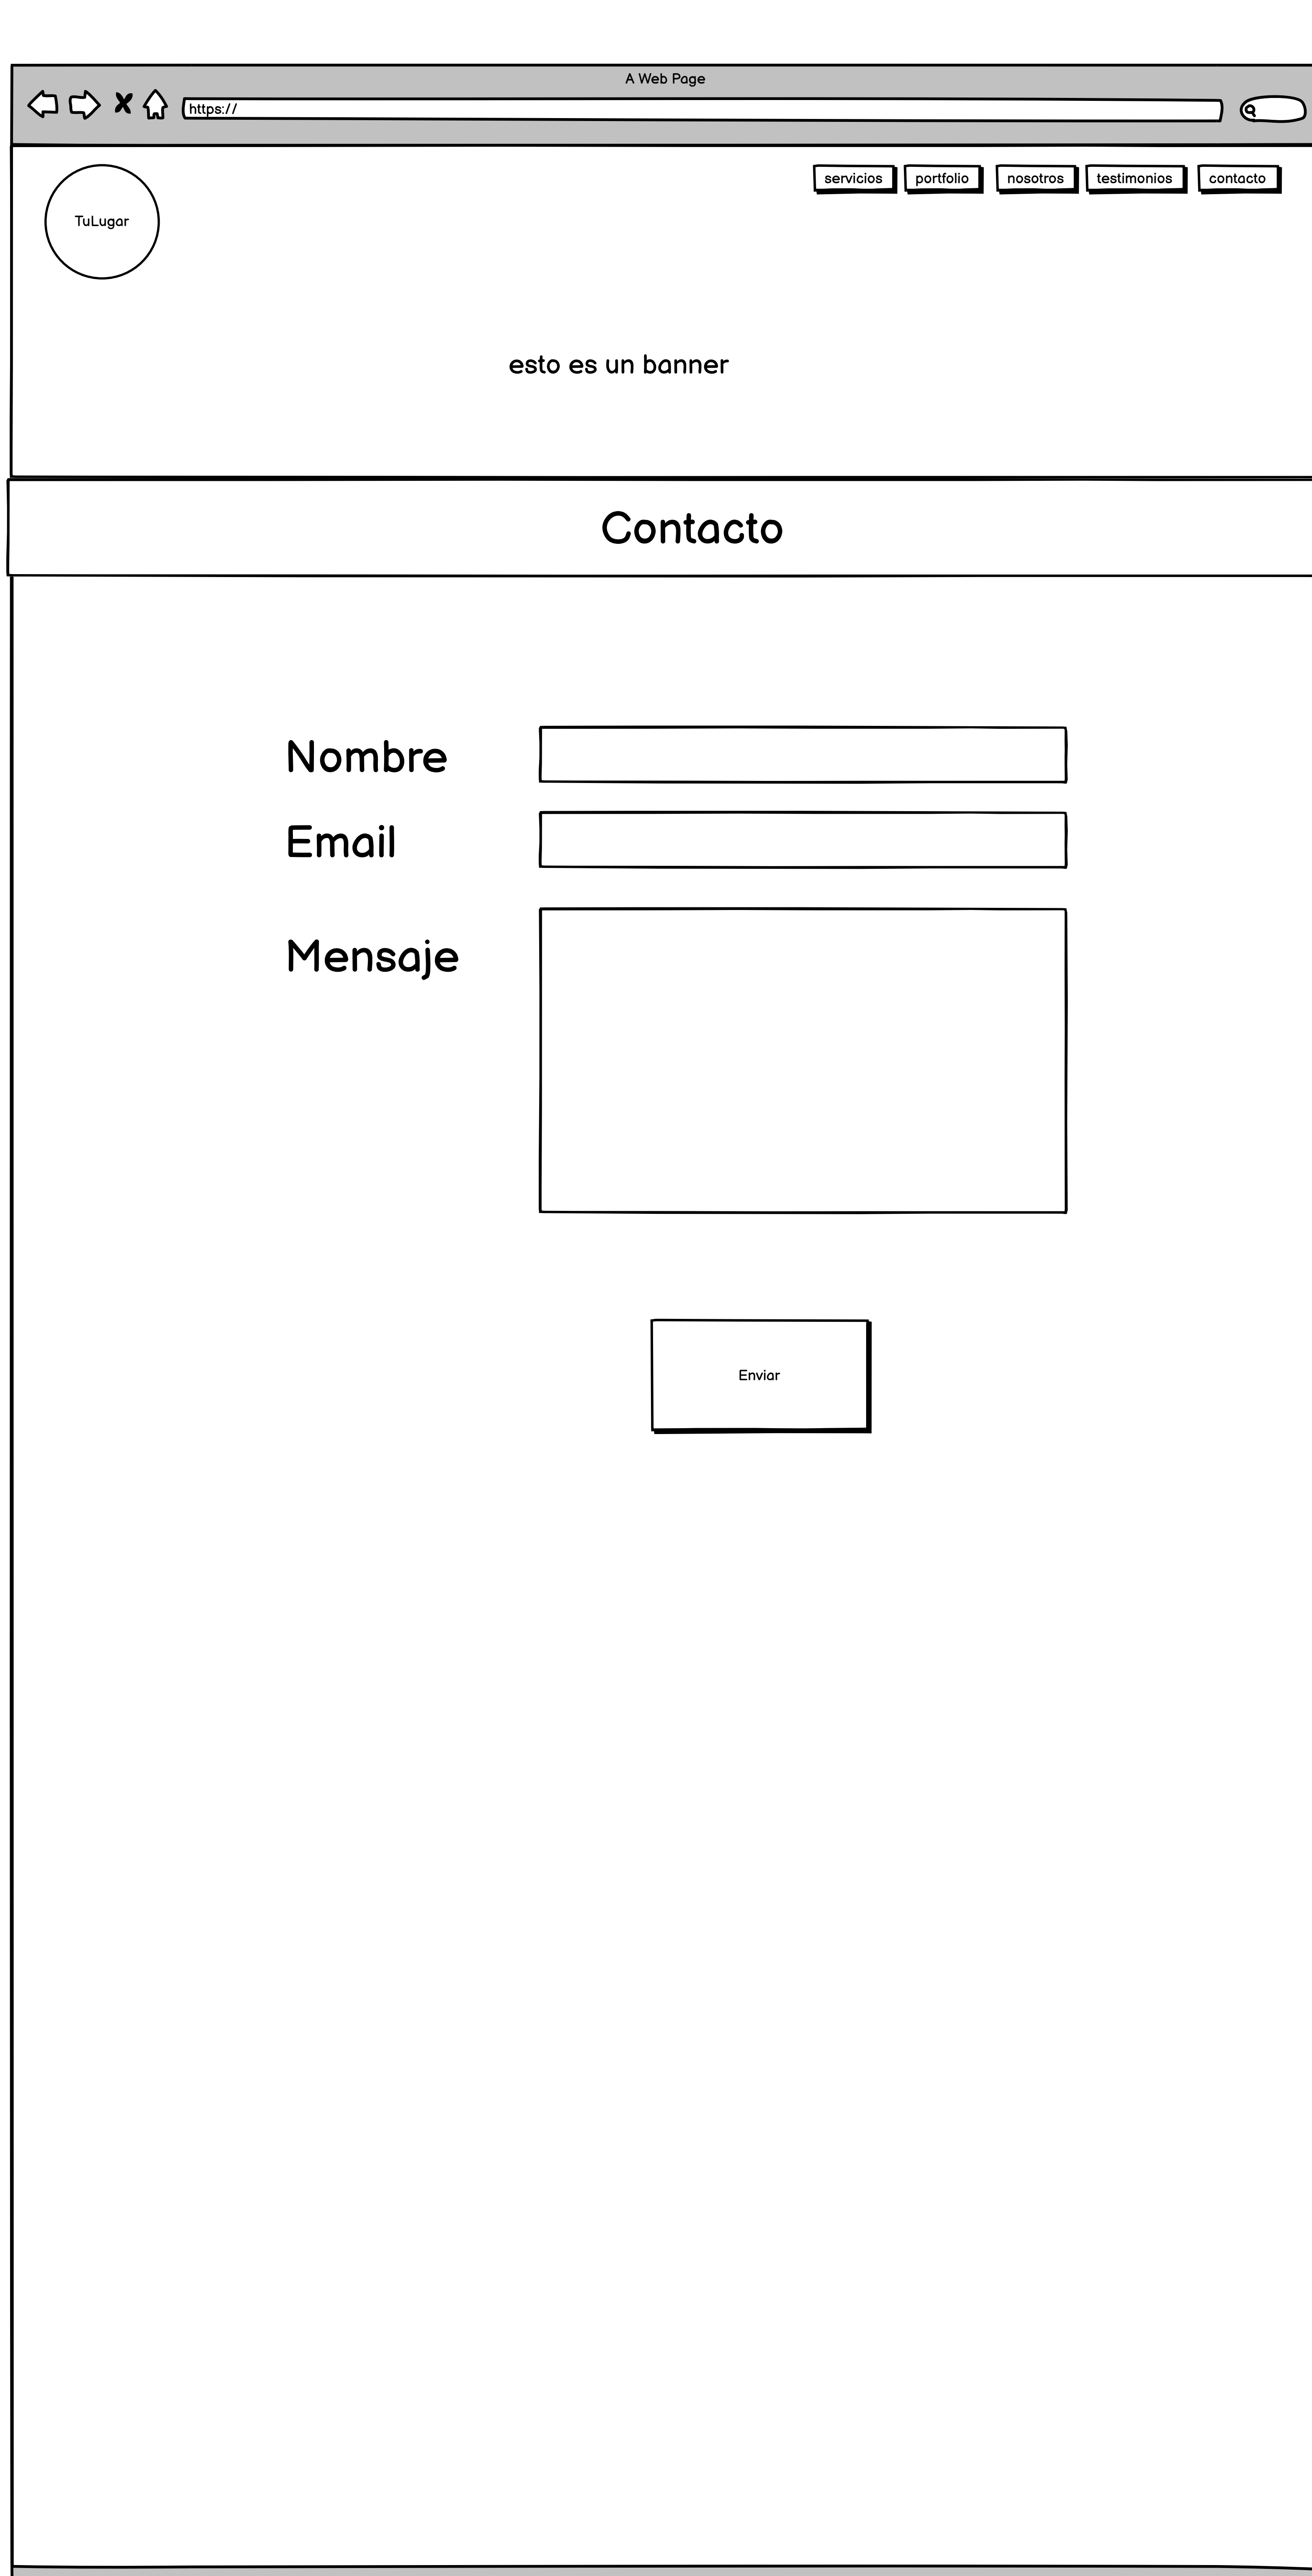 A Web Page
https://
servicios portfolio nosotros testimonios contacto
TuLugar
esto es un banner
Contacto
Nombre
Email
Mensaje
Enviar